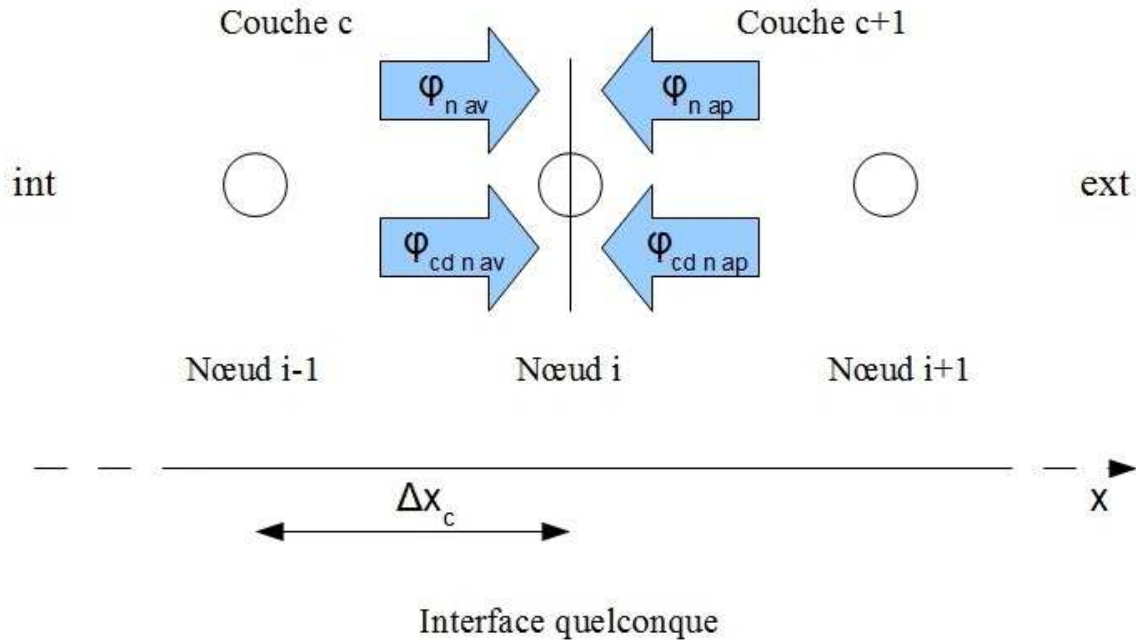 Couche c
Couche c+1
φn av
φn ap
int
ext
φcd n av
φcd n ap
Nœud i-1
Nœud i
Nœud i+1
Δxc
x
Interface quelconque